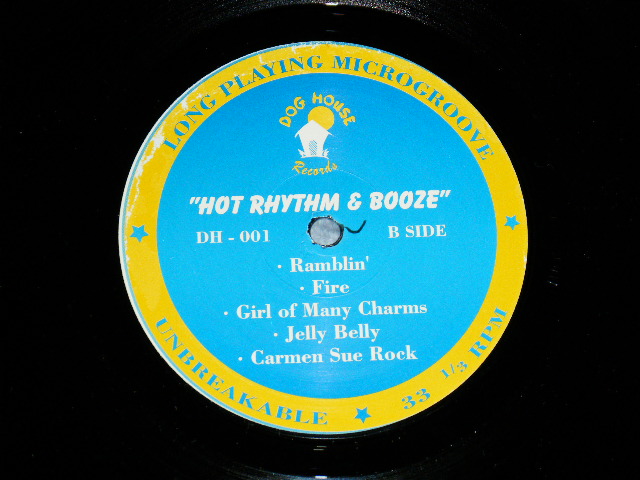 LONG PLAYING MICROGROOVE
DOG HOUSE
Records
"HOT RHYTHM & BOOZE"
DH - 001
B SIDE
· Ramblin'
· Fire
· Girl of Many Charms
· Jelly Belly
· Carmen Sue Rock
UNBREAKABLE
33 1/3 RPM